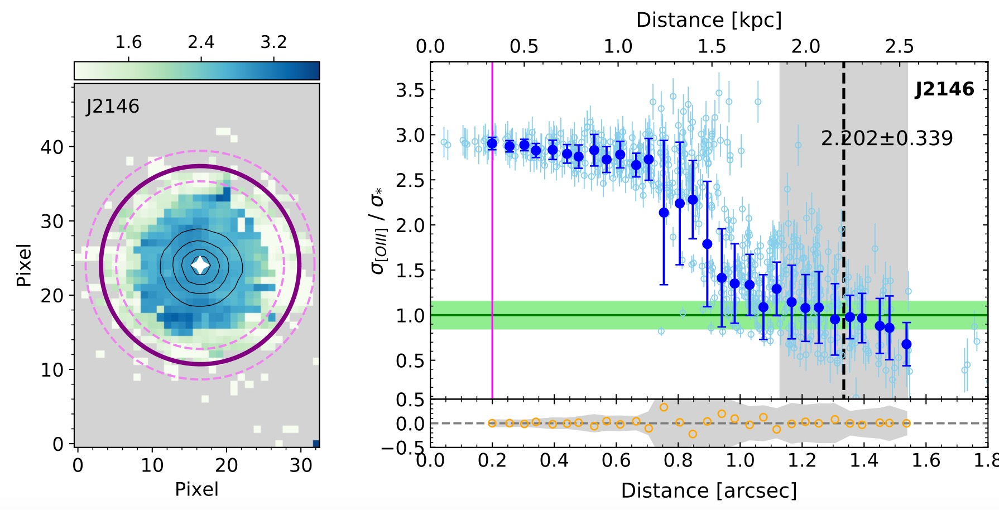 1.6 2.4 3.2
J2146
40
30
20
10
0
Pixel
0 10 20 30
Pixel
Distance [kpc]
0.0 0.5 1.0 1.5 2.0 2.5
J2146
2.202±0.339
3.5
3.0
2.5
2.0
1.5
1.0
0.5
σ[OIII] / σ*
0.5
0.0
−0.5
0.0 0.2 0.4 0.6 0.8 1.0 1.2 1.4 1.6 1.8
Distance [arcsec]